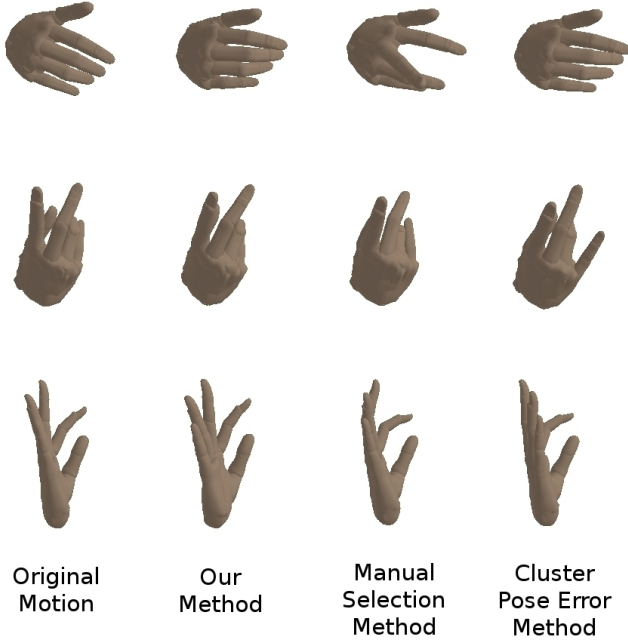 Original
Motion
Our
Method
Manual
Selection
Method
Cluster
Pose Error
Method